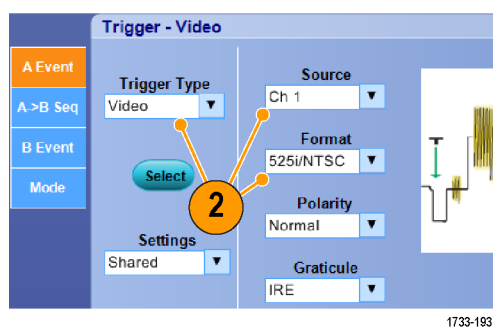 Trigger - Video
A Event
A->B Seq
B Event
Mode
Trigger Type
Video
Select
Settings
Shared
2
Source
Ch 1
Format
525i/NTSC
Polarity
Normal
Graticule
IRE
T
1733-193